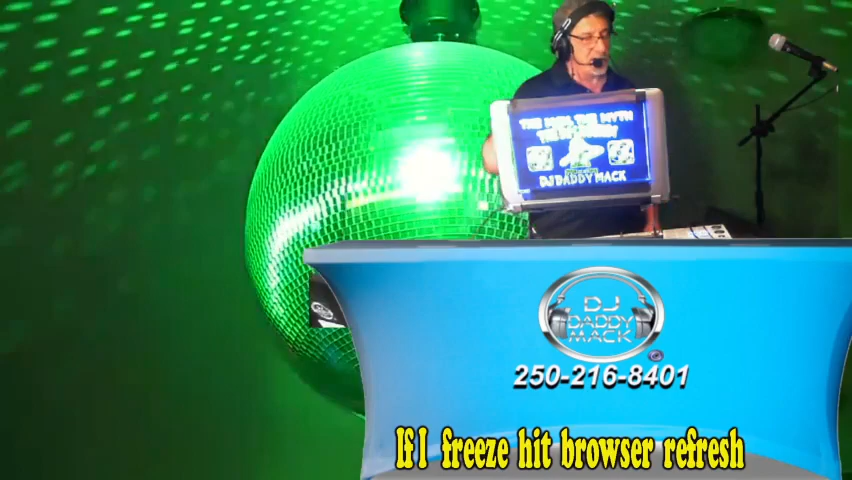 THE MAN, THE MYTH
DJ DADDY MACK
DJ
DADDY
MACK
250-216-8401
If I freeze hit browser refresh